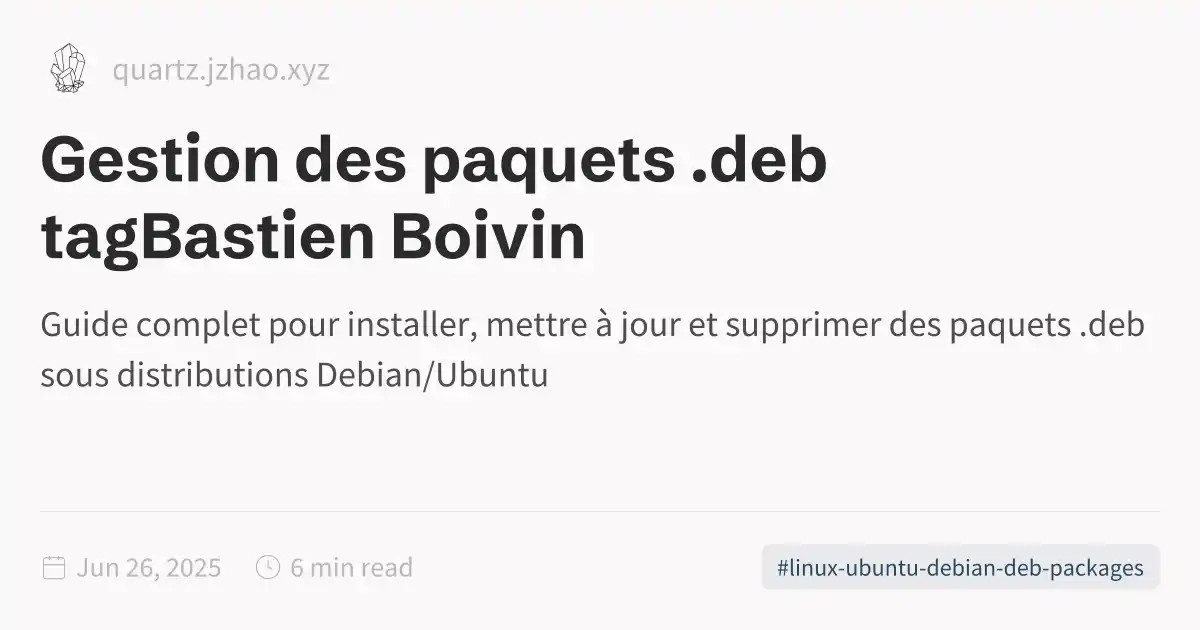 quartz.jzhao.xyz
Gestion des paquets .deb
tagBastien Boivin
Guide complet pour installer, mettre à jour et supprimer des paquets .deb
sous distributions Debian/Ubuntu
Jun 26, 2025
6 min read
#linux-ubuntu-debian-deb-packages